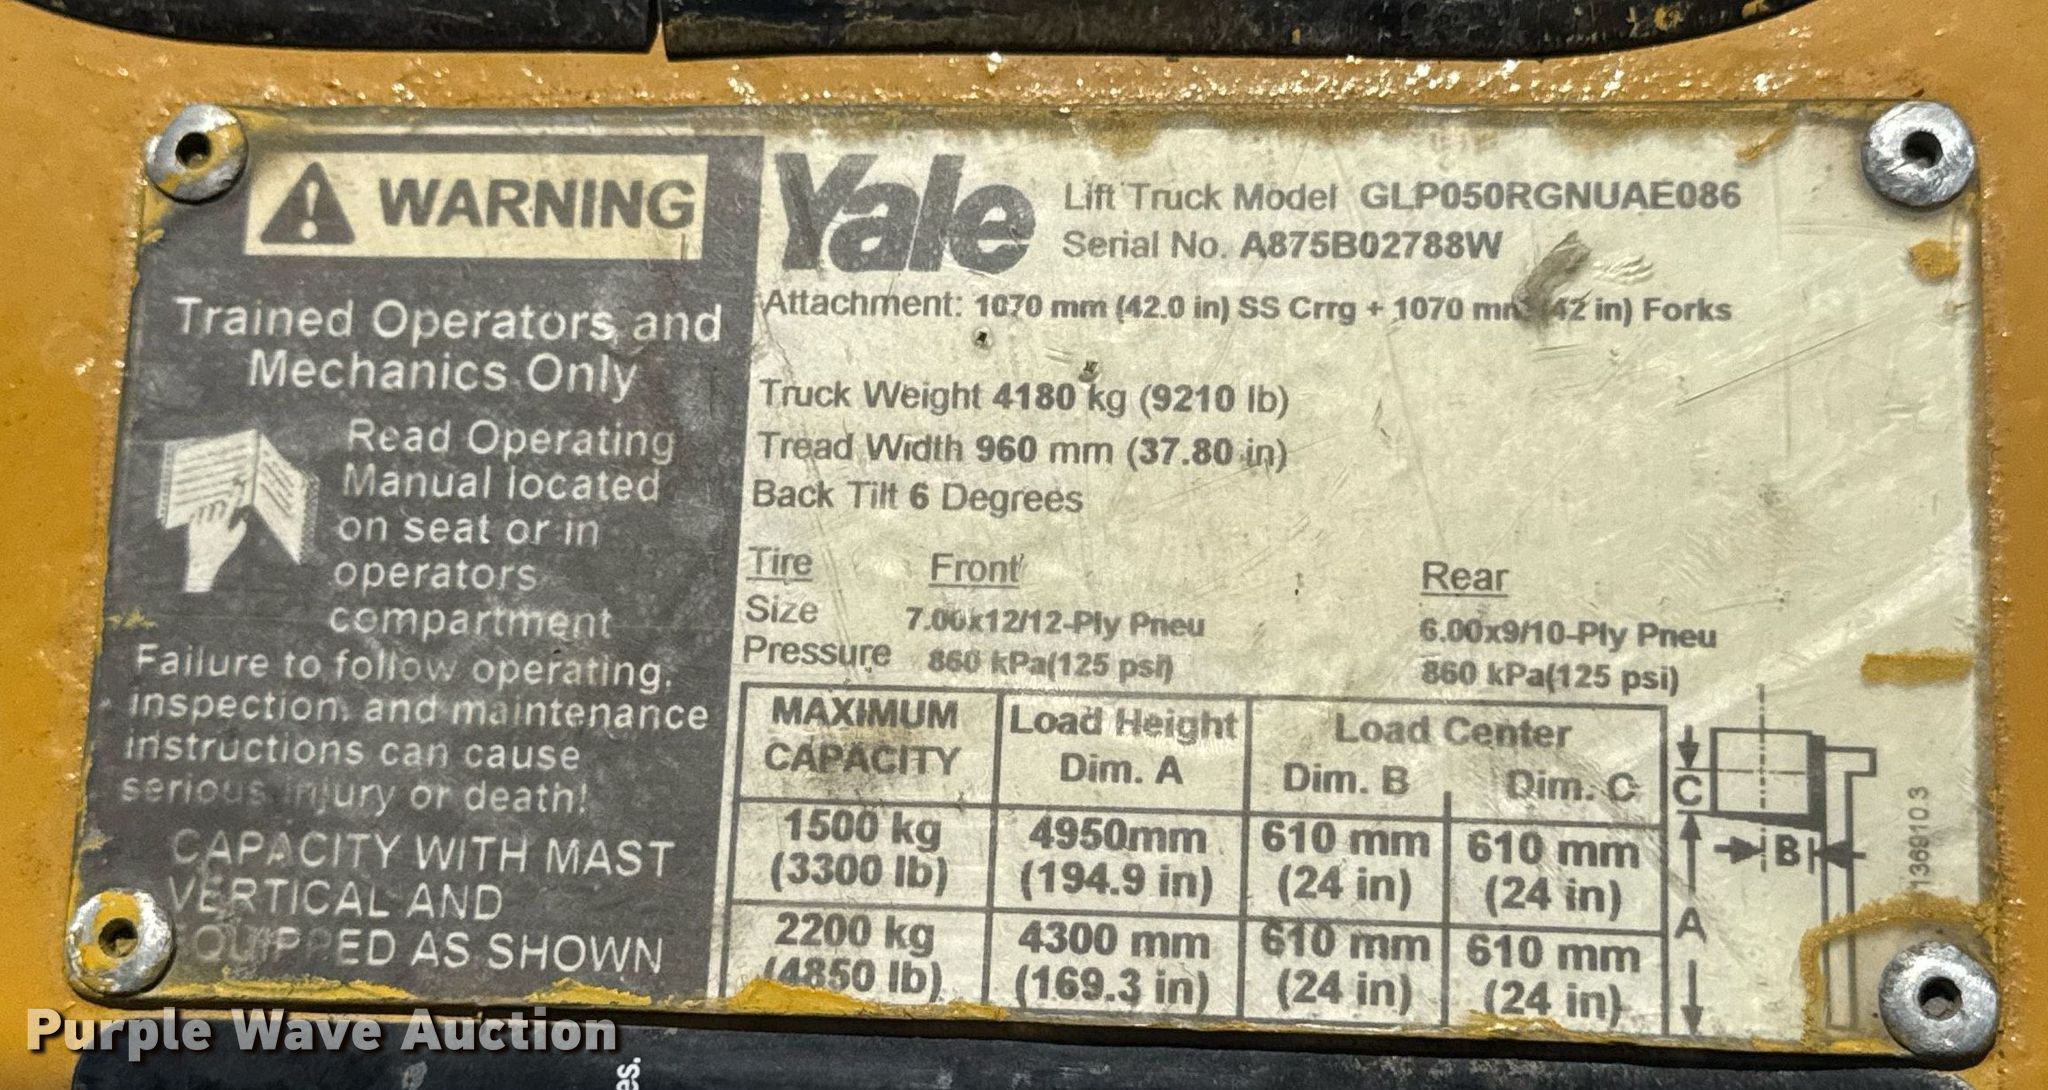 WARNING
Trained Operators and
Mechanics Only
Read Operating
Manual located
on seat or in
operators
compartment
Failure to follow operating,
inspection, and maintenance
instructions can cause
serious injury or death!
CAPACITY WITH MAST
VERTICAL AND
EQUIPPED AS SHOWN
Yale
Lift Truck Model GLP050RGNUAE086
Serial No. A875B02788W
Attachment: 1070 mm (42.0 in) SS Crrg + 1070 mm (42 in) Forks
Truck Weight 4180 kg (9210 lb)
Tread Width 960 mm (37.80 in)
Back Tilt 6 Degrees
Tire Front Rear
Size 7.00x12/12-Ply Pneu 6.00x9/10-Ply Pneu
Pressure 860 kPa(125 psi) 860 kPa(125 psi)
MAXIMUM Load Height Load Center
CAPACITY Dim. A Dim. B Dim. C
1500 kg 4950mm 610 mm 610 mm
(3300 lb) (194.9 in) (24 in) (24 in)
2200 kg 4300 mm 610 mm 610 mm
(4850 lb) (169.3 in) (24 in) (24 in)
C
B
A
1369103
Purple Wave Auction
es.